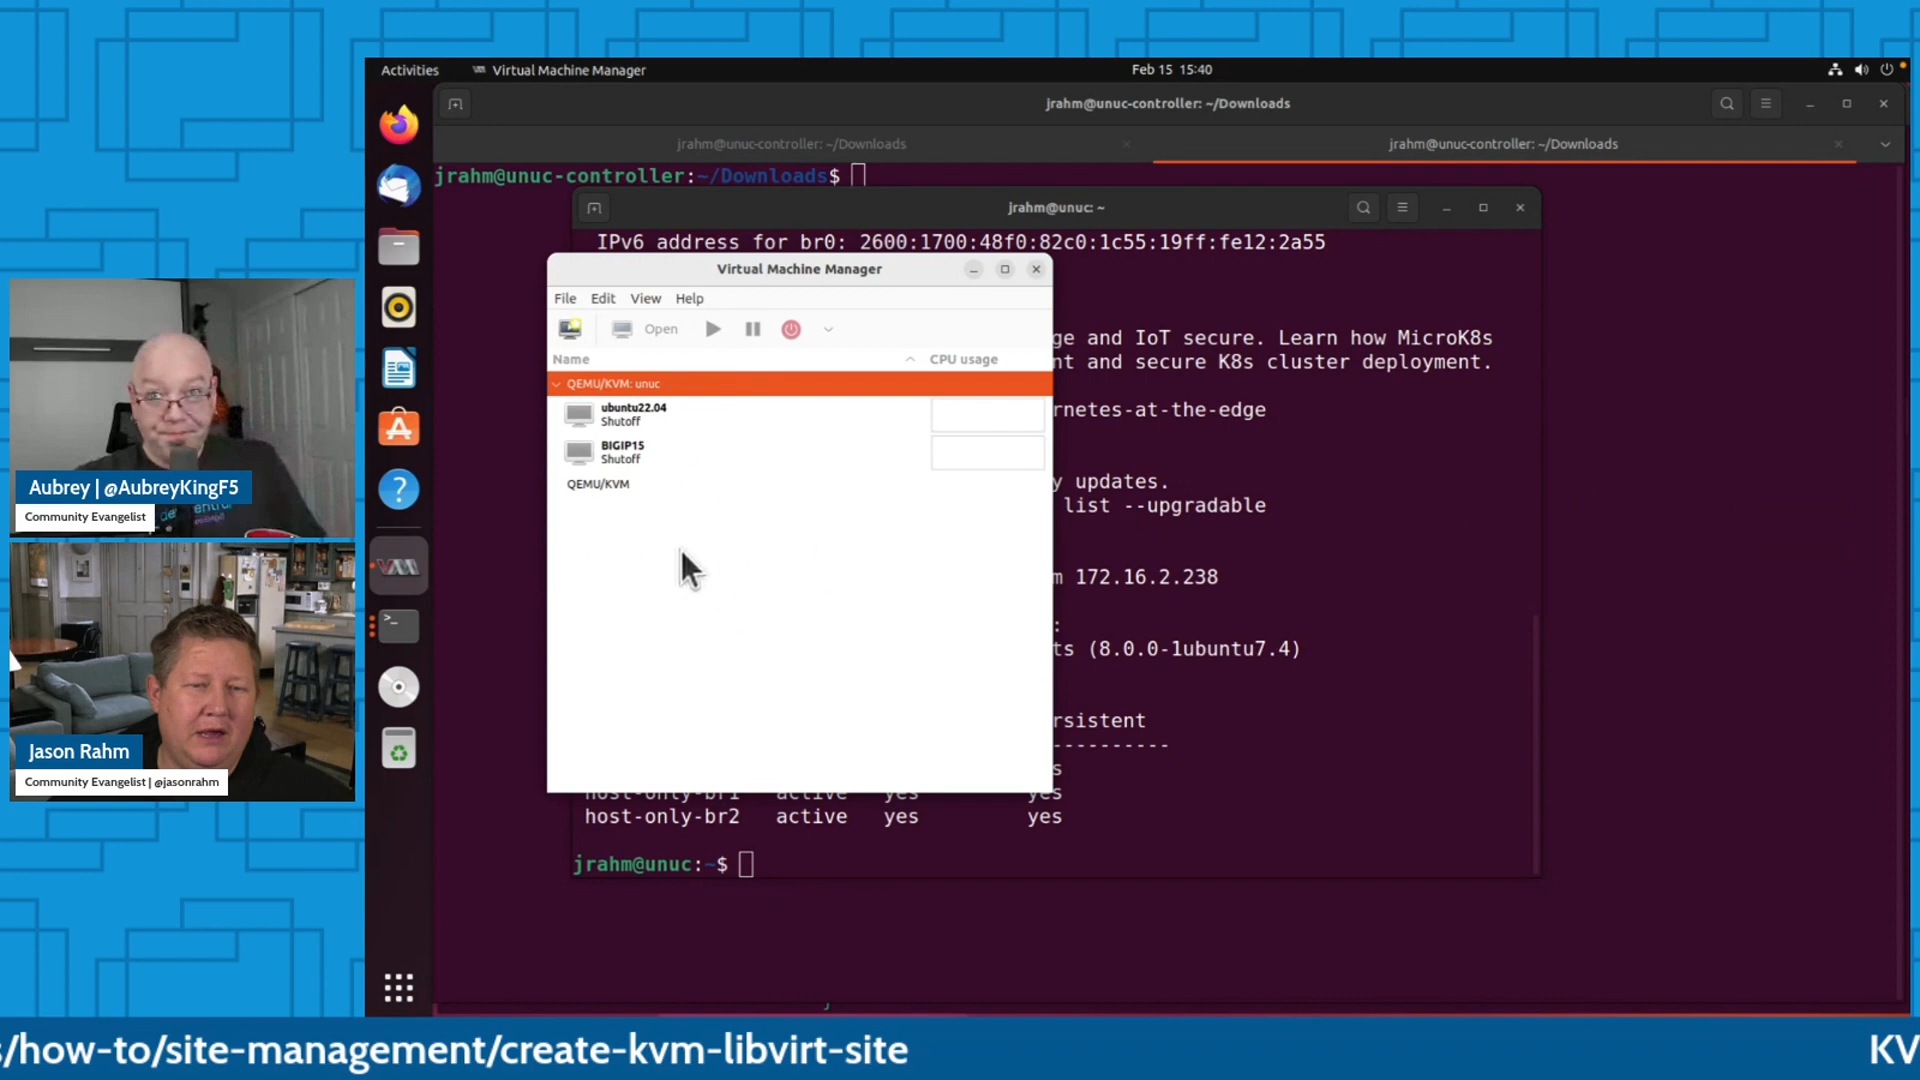 Activities
Virtual Machine Manager
Feb 15 15:40
jrahm@unuc-controller: ~/Downloads
jrahm@unuc-controller: ~/Downloads
jrahm@unuc-controller: ~/Downloads
jrahm@unuc-controller:~/Downloads$
jrahm@unuc: ~
IPv6 address for br0: 2600:1700:48f0:82c0:1c55:19ff:fe12:2a55
Virtual Machine Manager
File Edit View Help
Open
Name
CPU usage
QEMU/KVM: unuc
ubuntu22.04
Shutoff
BIGIP15
Shutoff
QEMU/KVM
ge and IoT secure. Learn how MicroK8s
nt and secure K8s cluster deployment.
rnetes-at-the-edge
y updates.
list --upgradable
m 172.16.2.238
:
ts (8.0.0-1ubuntu7.4)
rsistent
----------
s
host-only-br1 active yes yes
host-only-br2 active yes yes
jrahm@unuc:~$
Aubrey | @AubreyKingF5
Community Evangelist
Jason Rahm
Community Evangelist | @jasonrahm
s/how-to/site-management/create-kvm-libvirt-site
KV